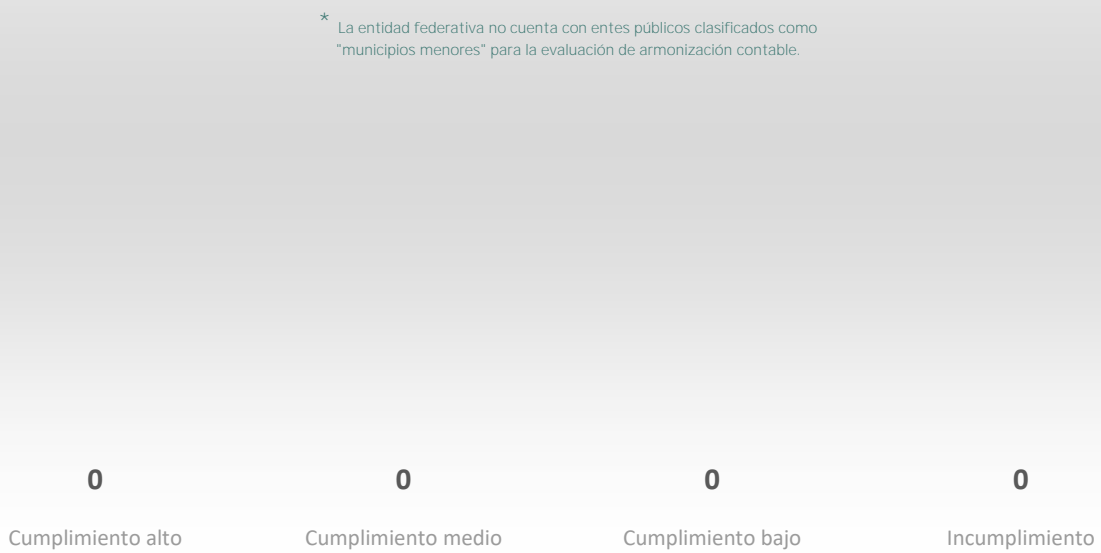 * La entidad federativa no cuenta con entes públicos clasificados como
"municipios menores" para la evaluación de armonización contable.
0 0 0 0
Cumplimiento alto Cumplimiento medio Cumplimiento bajo Incumplimiento